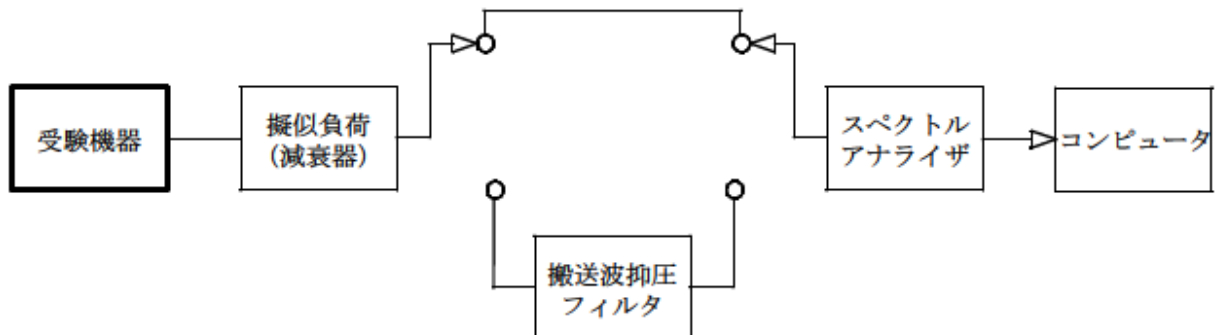 受験機器
擬似負荷
（減衰器）
スペクトル
アナライザ
コンピュータ
搬送波抑圧
フィルタ